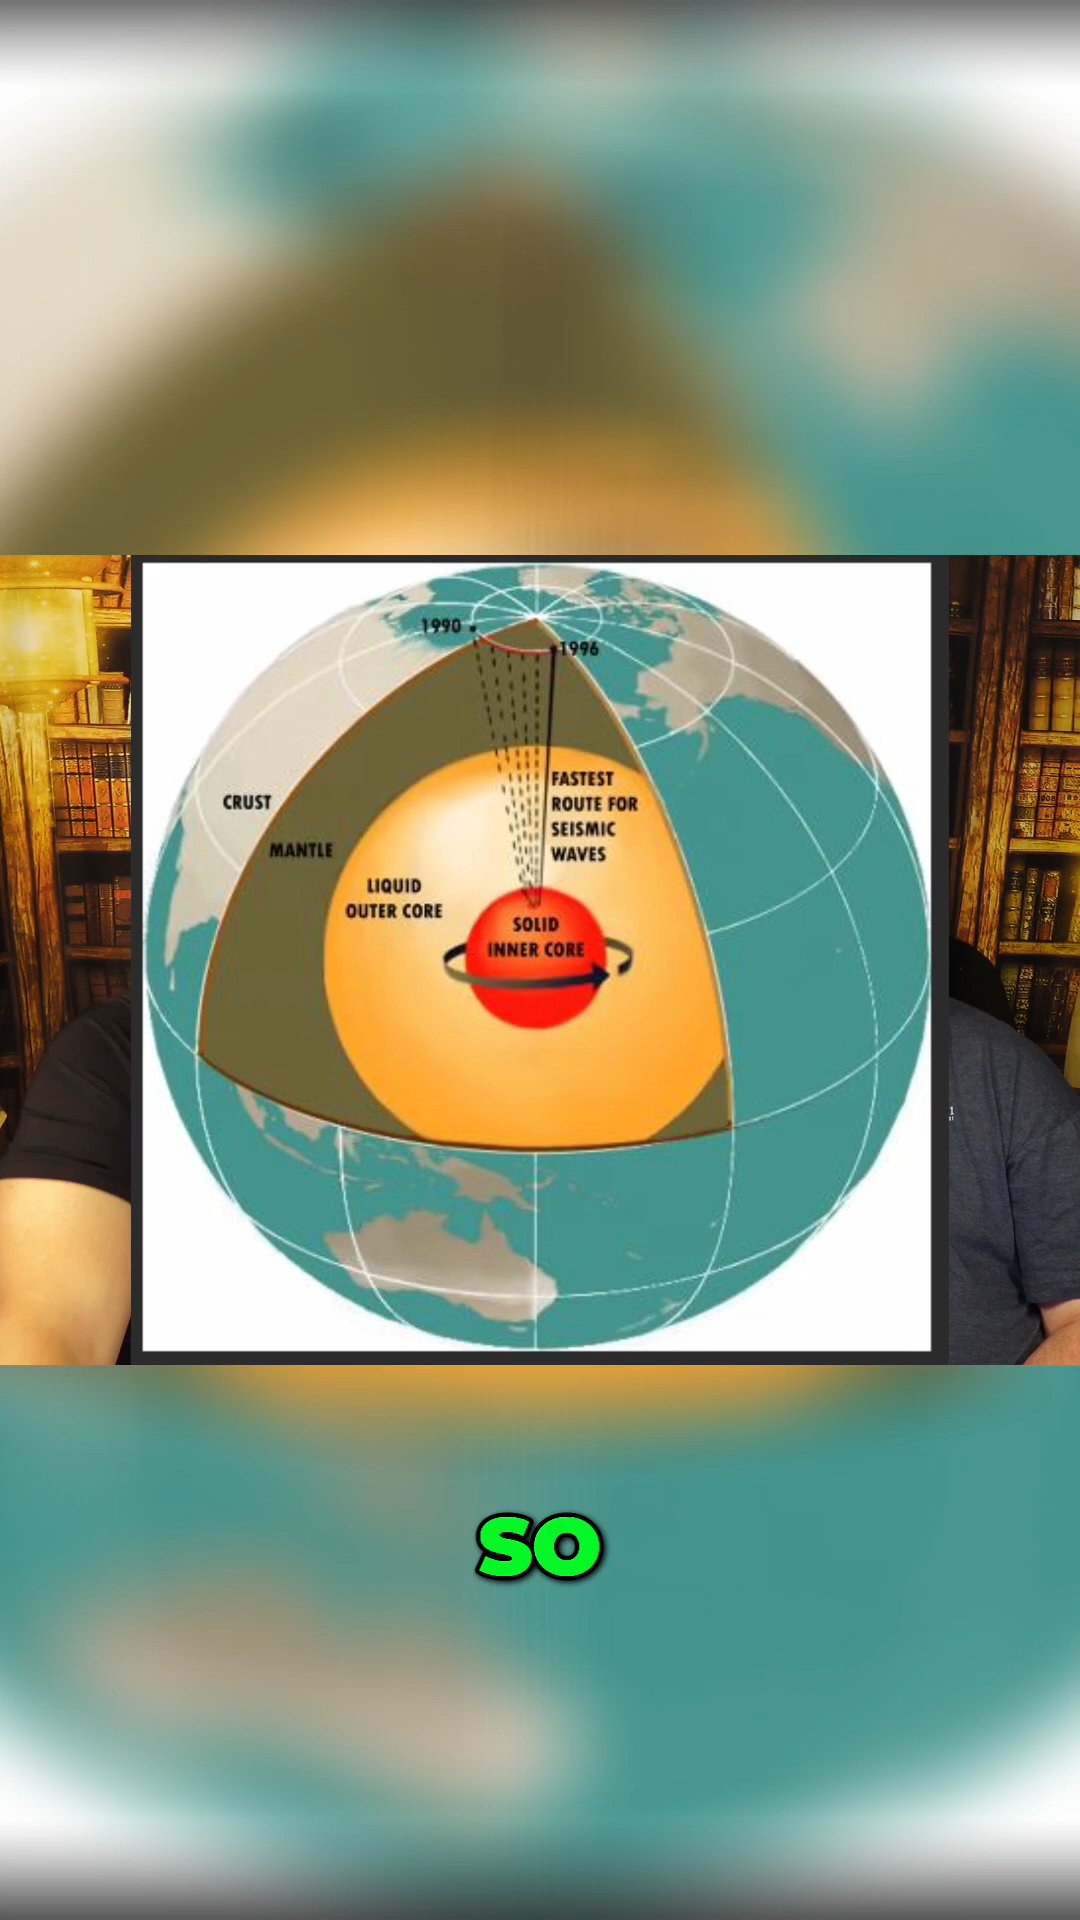 1990
1996
CRUST
MANTLE
LIQUID
OUTER CORE
FASTEST
ROUTE FOR
SEISMIC
WAVES
SOLID
INNER CORE
SO